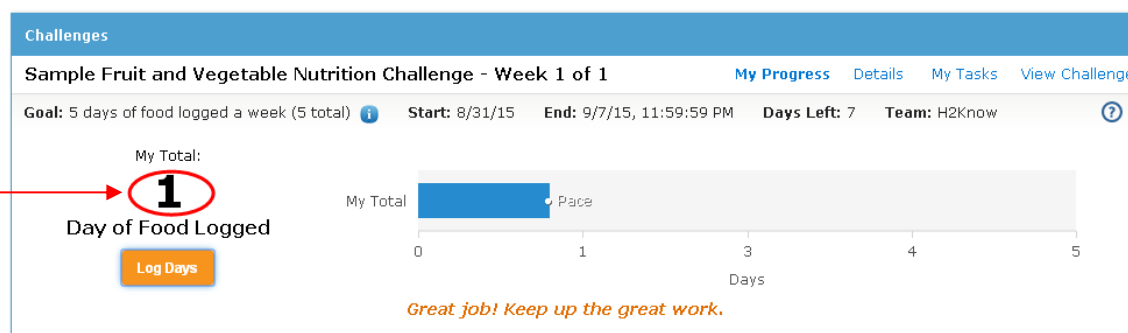 Challenges
Sample Fruit and Vegetable Nutrition Challenge - Week 1 of 1
My Progress Details My Tasks View Challenge
Goal: 5 days of food logged a week (5 total) i Start: 8/31/15 End: 9/7/15, 11:59:59 PM Days Left: 7 Team: H2Know ?
My Total:
1
Day of Food Logged
Log Days
My Total
Pace
0 1 3 4 5
Days
Great job! Keep up the great work.